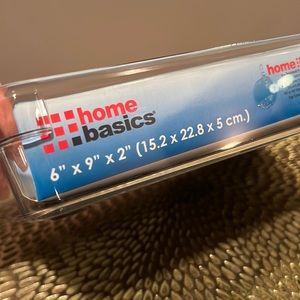 home
basics®
6" x 9" x 2" (15.2 x 22.8 x 5 cm.)
home